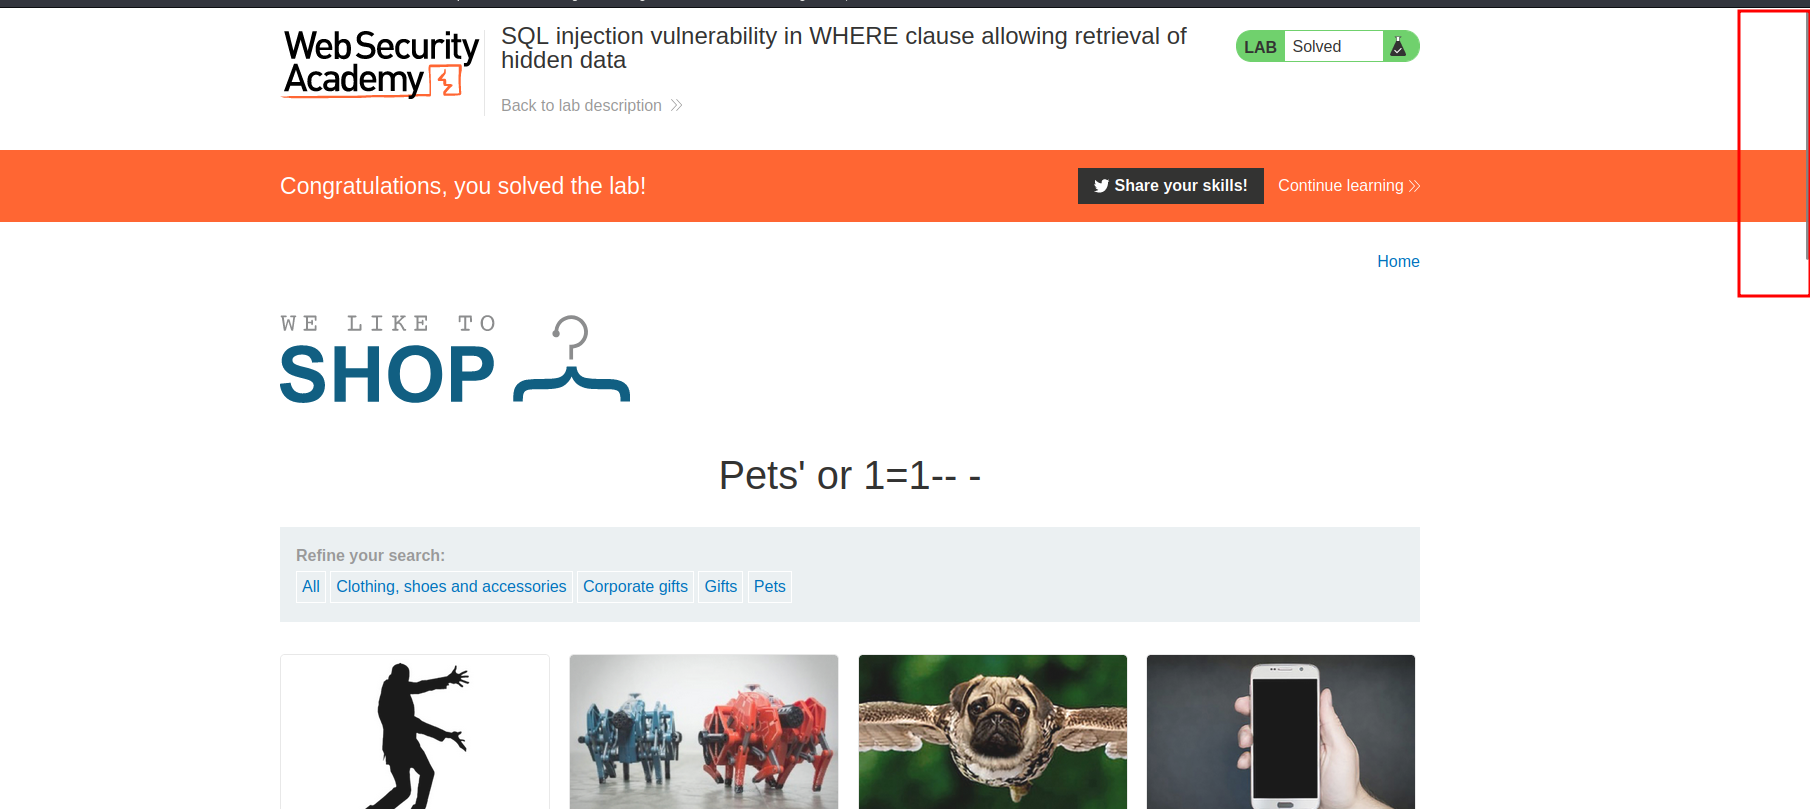 Web Security
Academy
SQL injection vulnerability in WHERE clause allowing retrieval of
hidden data
Back to lab description
LAB Solved
Congratulations, you solved the lab!
Share your skills!
Continue learning
Home
WE LIKE TO
SHOP
Pets' or 1=1-- -
Refine your search:
All Clothing, shoes and accessories Corporate gifts Gifts Pets